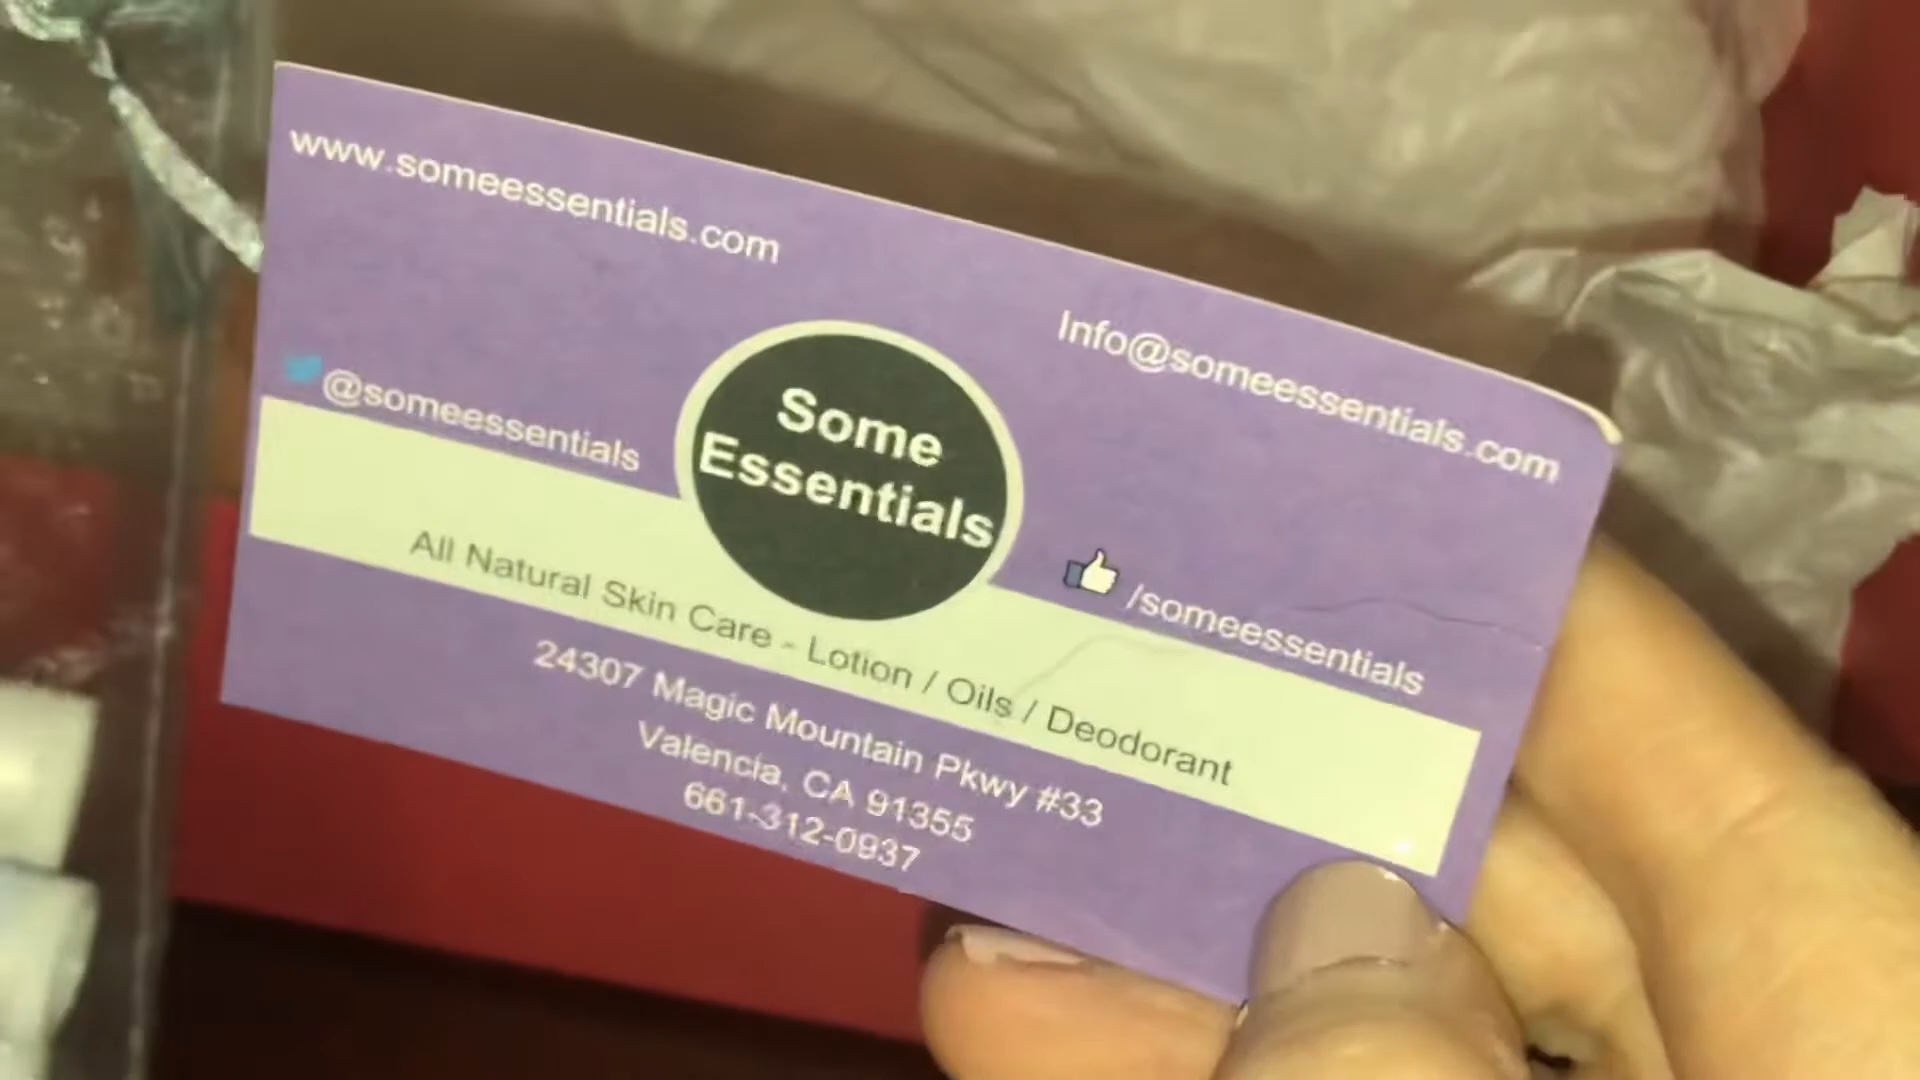 www.someessentials.com
Info@someessentials.com
@someessentials
Some
Essentials
/someessentials
All Natural Skin Care - Lotion / Oils / Deodorant
24307 Magic Mountain Pkwy #33
Valencia, CA 91355
661-312-0937